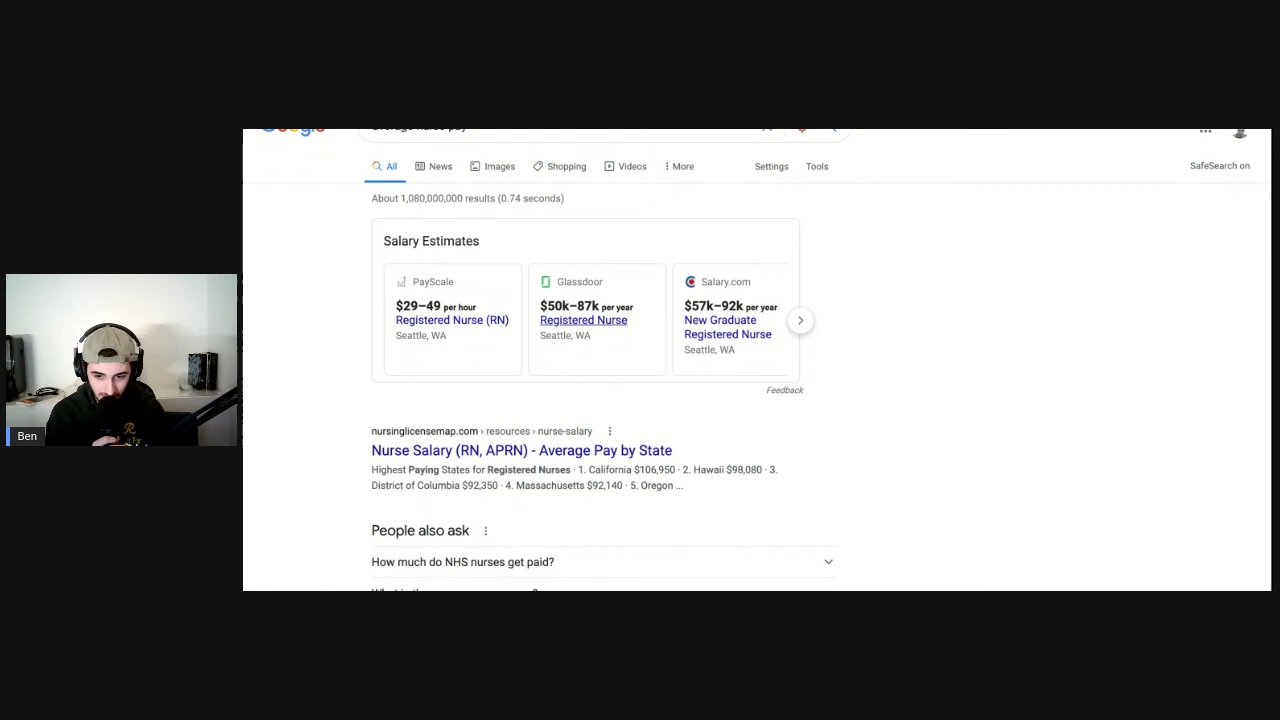 Google
average nurse pay
All News Images Shopping Videos More Settings Tools SafeSearch on
About 1,080,000,000 results (0.74 seconds)
Salary Estimates
PayScale
$29–49 per hour
Registered Nurse (RN)
Seattle, WA
Glassdoor
$50k–87k per year
Registered Nurse
Seattle, WA
Salary.com
$57k–92k per year
New Graduate
Registered Nurse
Seattle, WA
Feedback
nursinglicensemap.com › resources › nurse-salary
Nurse Salary (RN, APRN) - Average Pay by State
Highest Paying States for Registered Nurses · 1. California $106,950 · 2. Hawaii $98,080 · 3.
District of Columbia $92,350 · 4. Massachusetts $92,140 · 5. Oregon ...
People also ask
How much do NHS nurses get paid?
Ben